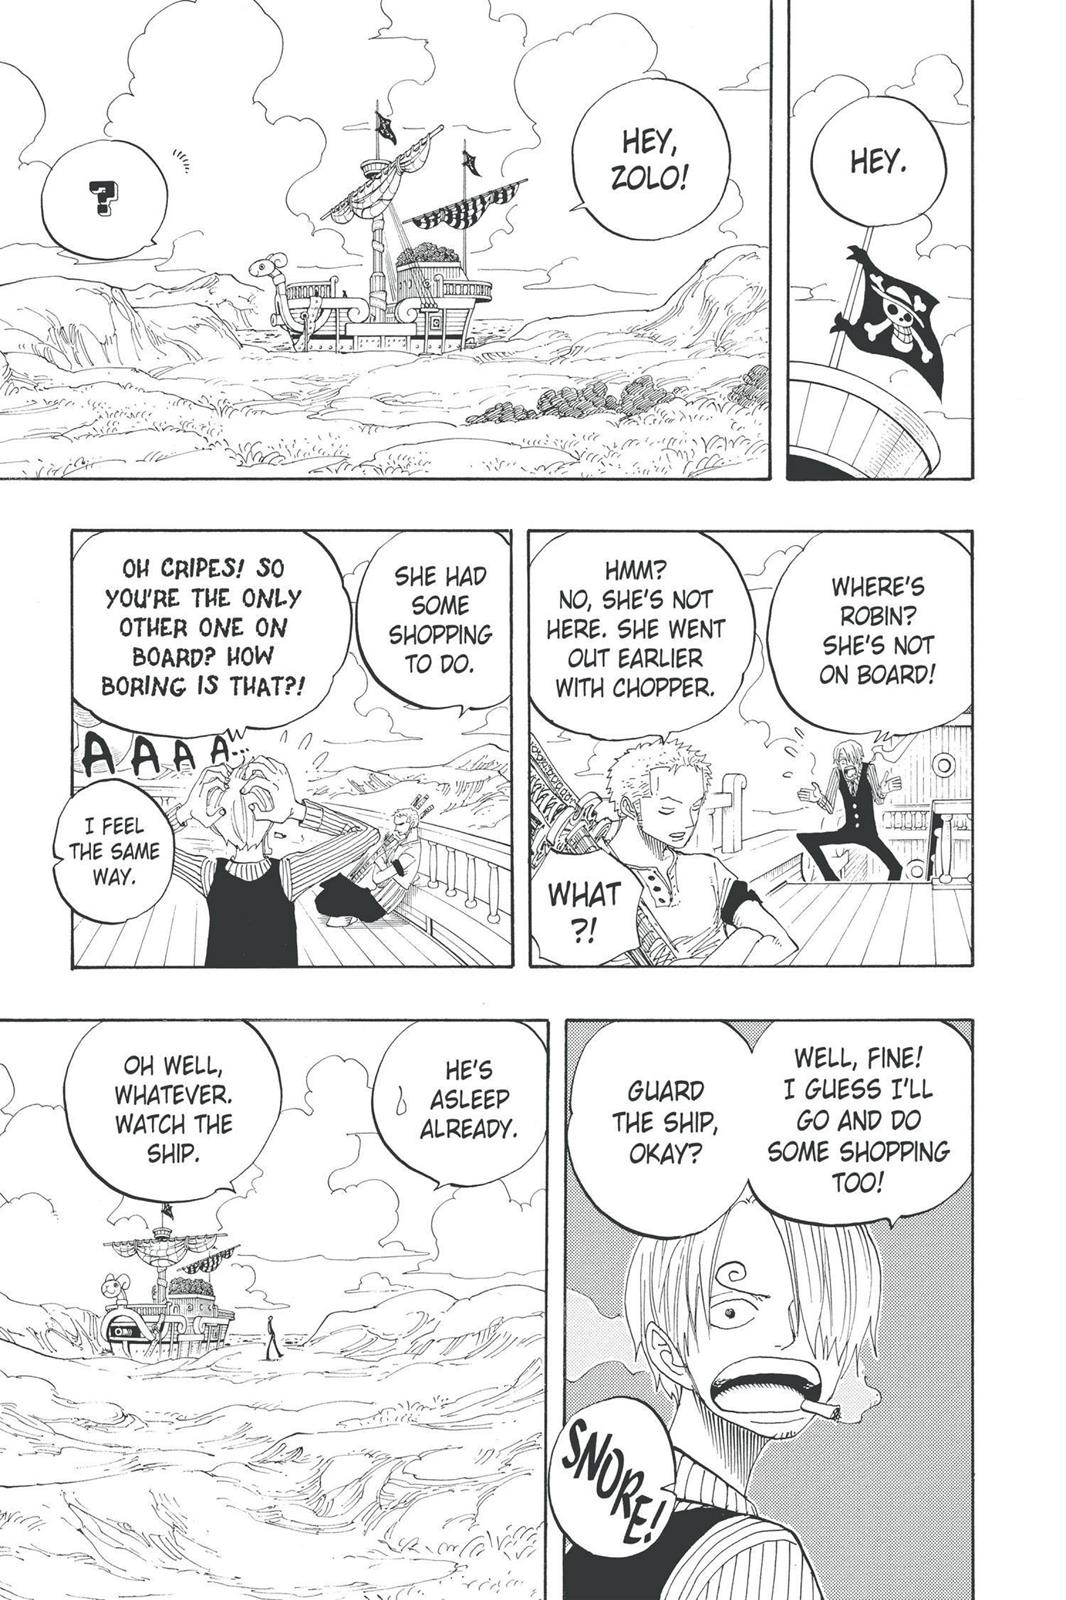 HEY.
HEY,
ZOLO!
?
WHERE'S
ROBIN?
SHE'S NOT
ON BOARD!
HMM?
NO, SHE'S NOT
HERE. SHE WENT
OUT EARLIER
WITH CHOPPER.
WHAT
?!
SHE HAD
SOME
SHOPPING
TO DO.
OH CRIPES! SO
YOU'RE THE ONLY
OTHER ONE ON
BOARD? HOW
BORING IS THAT?!
AAAA...
I FEEL
THE SAME
WAY.
WELL, FINE!
I GUESS I'LL
GO AND DO
SOME SHOPPING
TOO!
GUARD
THE SHIP,
OKAY?
SNORE!
HE'S
ASLEEP
ALREADY.
OH WELL,
WHATEVER.
WATCH THE
SHIP.